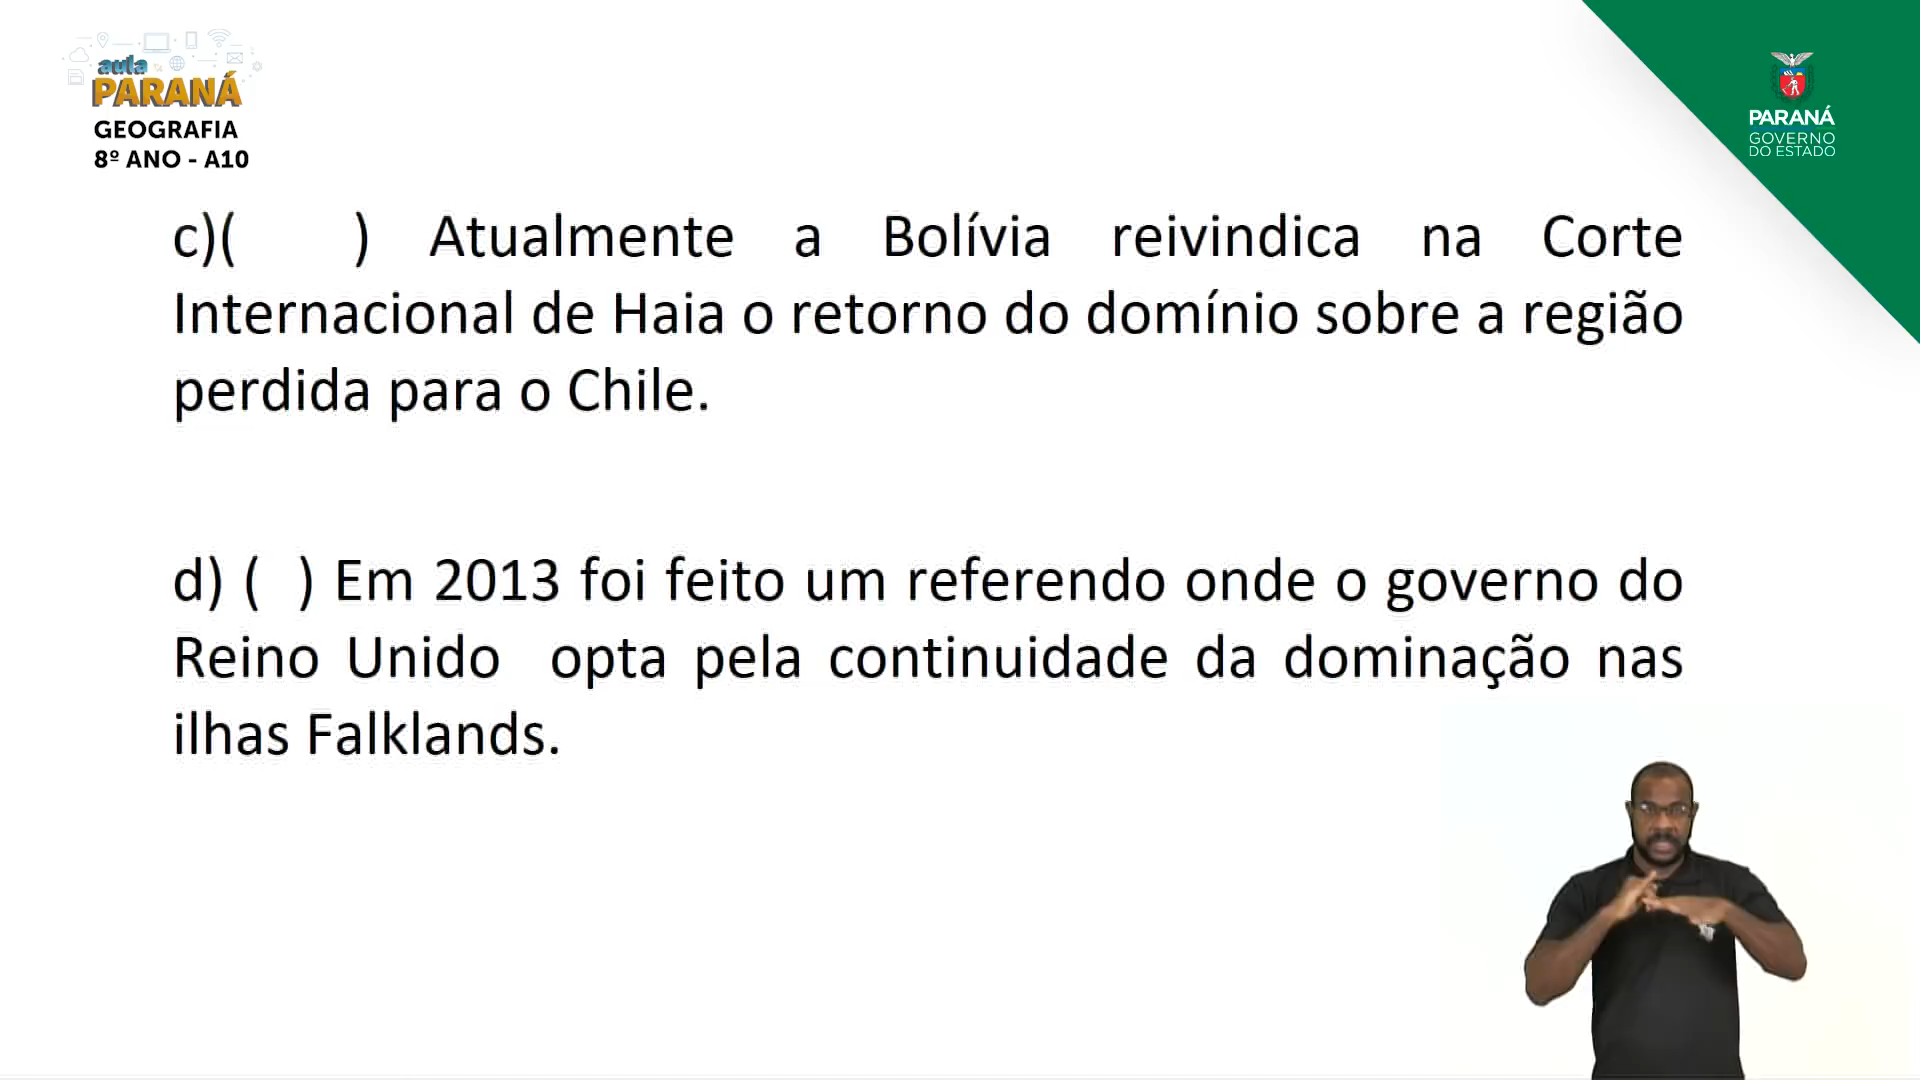 aula
PARANÁ
GEOGRAFIA
8º ANO - A10
PARANÁ
GOVERNO
DO ESTADO
c)( ) Atualmente a Bolívia reivindica na Corte
Internacional de Haia o retorno do domínio sobre a região
perdida para o Chile.
d) ( ) Em 2013 foi feito um referendo onde o governo do
Reino Unido opta pela continuidade da dominação nas
ilhas Falklands.